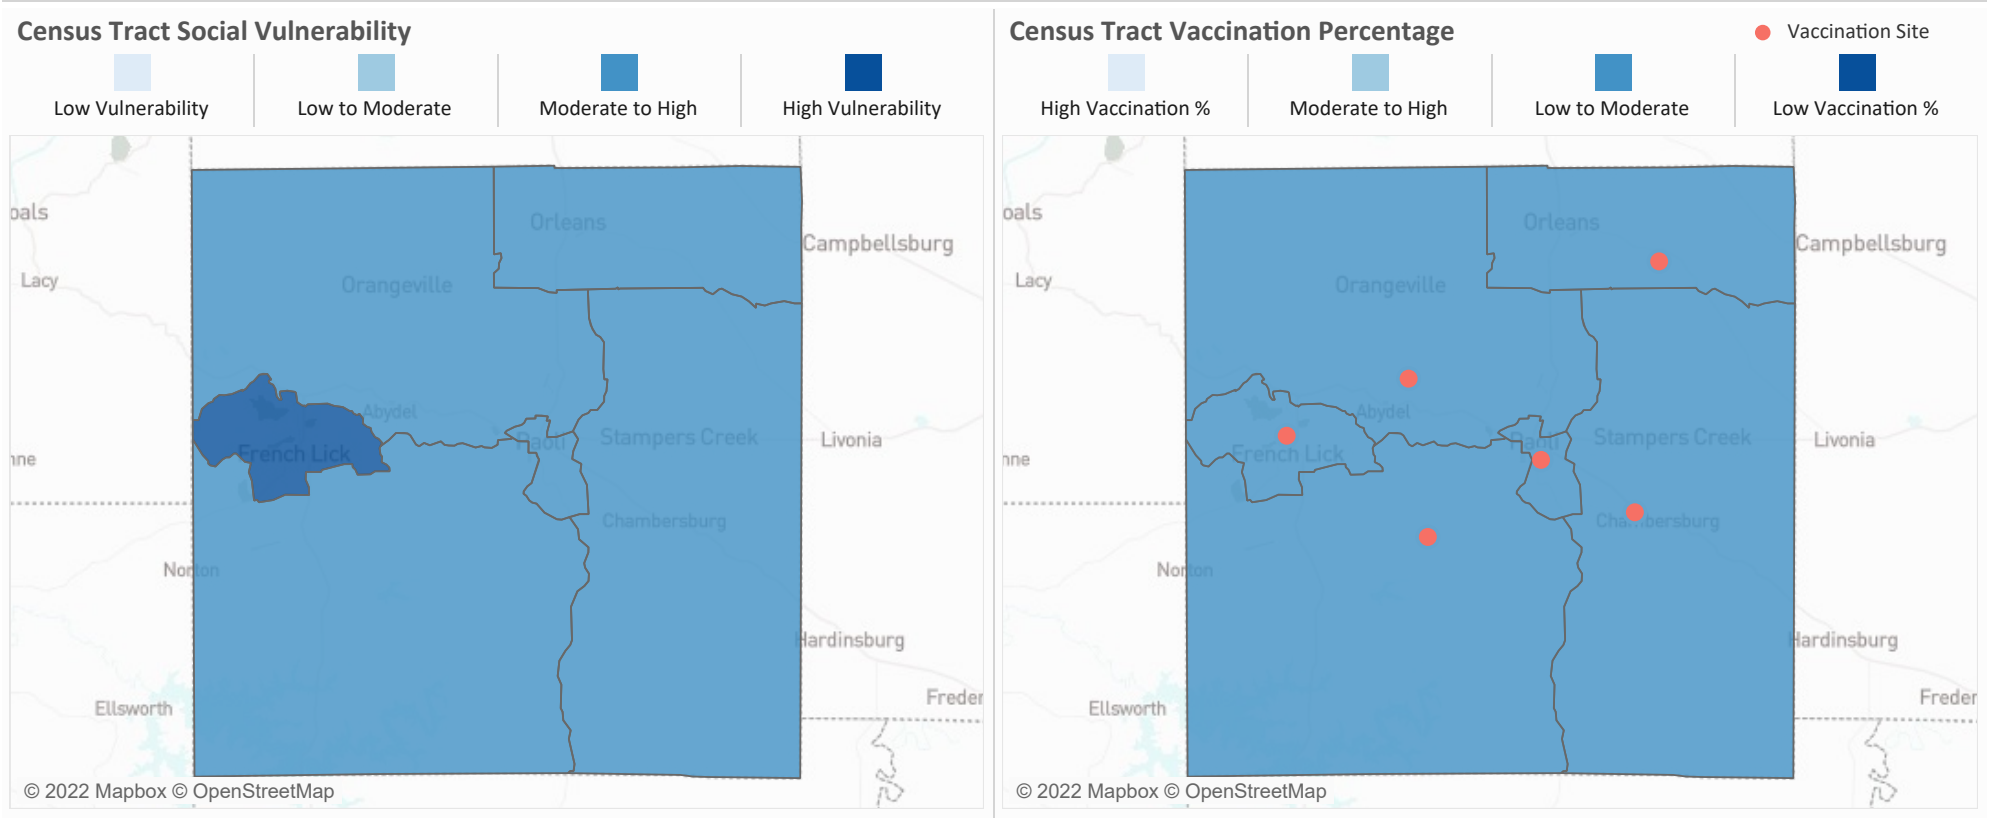 Census Tract Social Vulnerability
Low Vulnerability
Low to Moderate
Moderate to High
High Vulnerability
oals
Lacy
Orleans
Orangeville
Campbellsburg
Abydel
French Lick
Paoli
Stampers Creek
Livonia
nne
Chambersburg
Norton
Hardinsburg
Ellsworth
Freder
© 2022 Mapbox © OpenStreetMap
Census Tract Vaccination Percentage
Vaccination Site
High Vaccination %
Moderate to High
Low to Moderate
Low Vaccination %
oals
Lacy
Orleans
Orangeville
Campbellsburg
Abydel
French Lick
Paoli
Stampers Creek
Livonia
nne
Chambersburg
Norton
Hardinsburg
Ellsworth
Freder
© 2022 Mapbox © OpenStreetMap